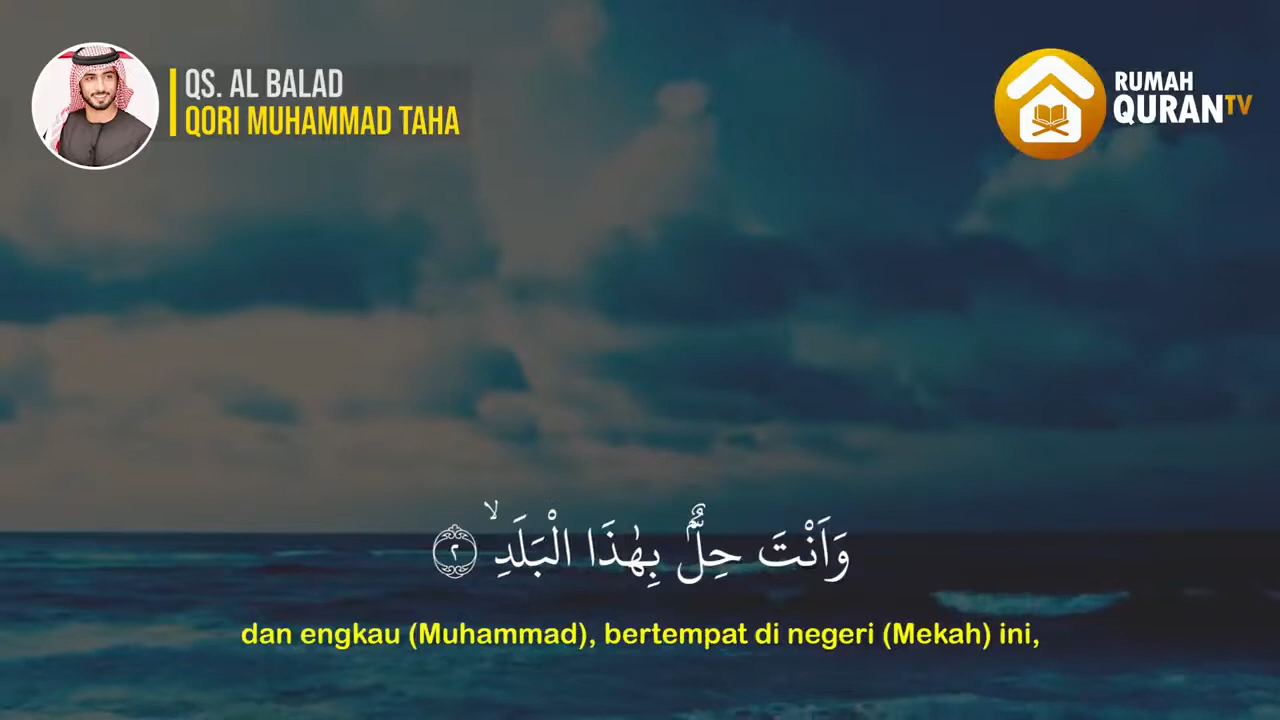 QS. AL BALAD
QORI MUHAMMAD TAHA
RUMAH
QURANTV
وَاَنْتَ حِلٌّۢ بِهٰذَا الْبَلَدِۙ ٢
dan engkau (Muhammad), bertempat di negeri (Mekah) ini,